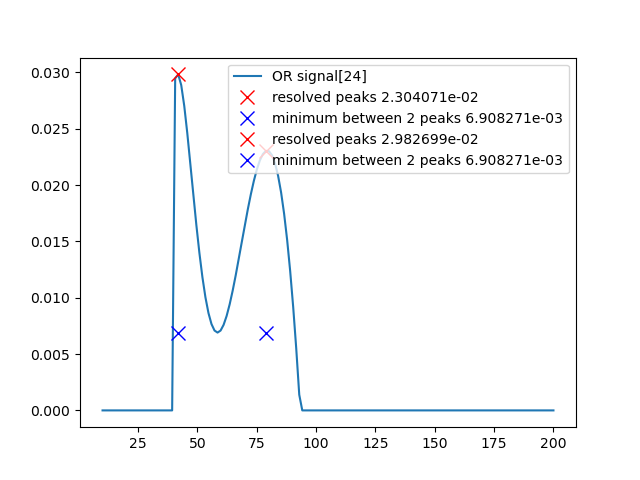 0.030
0.025
0.020
0.015
0.010
0.005
0.000
OR signal[24]
resolved peaks 2.304071e-02
minimum between 2 peaks 6.908271e-03
resolved peaks 2.982699e-02
minimum between 2 peaks 6.908271e-03
25 50 75 100 125 150 175 200